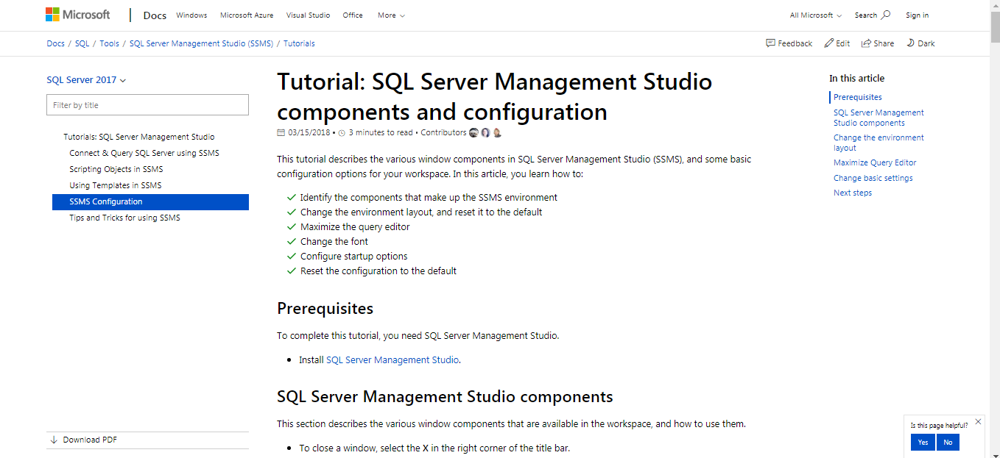 Microsoft Docs Windows Microsoft Azure Visual Studio Office More All Microsoft Search Sign in
Docs / SQL / Tools / SQL Server Management Studio (SSMS) / Tutorials Feedback Edit Share Dark
SQL Server 2017
Filter by title
Tutorials: SQL Server Management Studio
Connect & Query SQL Server using SSMS
Scripting Objects in SSMS
Using Templates in SSMS
SSMS Configuration
Tips and Tricks for using SSMS
Download PDF
Tutorial: SQL Server Management Studio
components and configuration
03/15/2018 • 3 minutes to read • Contributors
This tutorial describes the various window components in SQL Server Management Studio (SSMS), and some basic
configuration options for your workspace. In this article, you learn how to:
Identify the components that make up the SSMS environment
Change the environment layout, and reset it to the default
Maximize the query editor
Change the font
Configure startup options
Reset the configuration to the default
Prerequisites
To complete this tutorial, you need SQL Server Management Studio.
• Install SQL Server Management Studio.
SQL Server Management Studio components
This section describes the various window components that are available in the workspace, and how to use them.
• To close a window, select the X in the right corner of the title bar.
In this article
Prerequisites
SQL Server Management
Studio components
Change the environment
layout
Maximize Query Editor
Change basic settings
Next steps
Is this page helpful?
Yes No